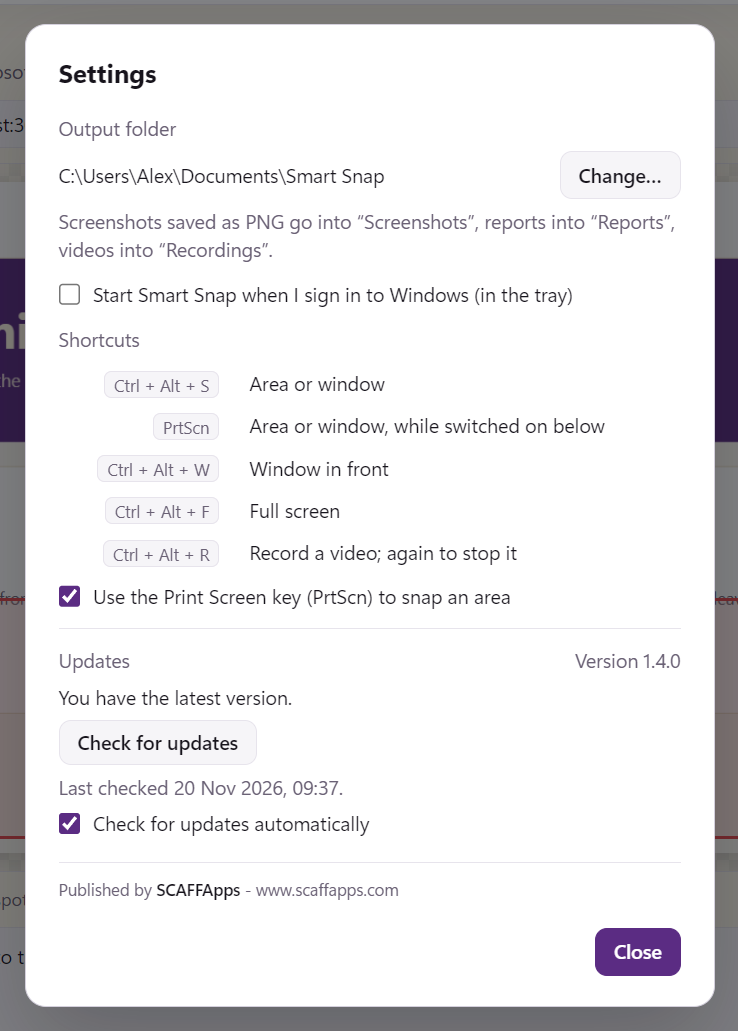 Settings
Output folder
C:\Users\Alex\Documents\Smart Snap
Change...
Screenshots saved as PNG go into “Screenshots”, reports into “Reports”,
videos into “Recordings”.
Start Smart Snap when I sign in to Windows (in the tray)
Shortcuts
Ctrl + Alt + S Area or window
PrtScn Area or window, while switched on below
Ctrl + Alt + W Window in front
Ctrl + Alt + F Full screen
Ctrl + Alt + R Record a video; again to stop it
Use the Print Screen key (PrtScn) to snap an area
Updates Version 1.4.0
You have the latest version.
Check for updates
Last checked 20 Nov 2026, 09:37.
Check for updates automatically
Published by SCAFFApps - www.scaffapps.com
Close